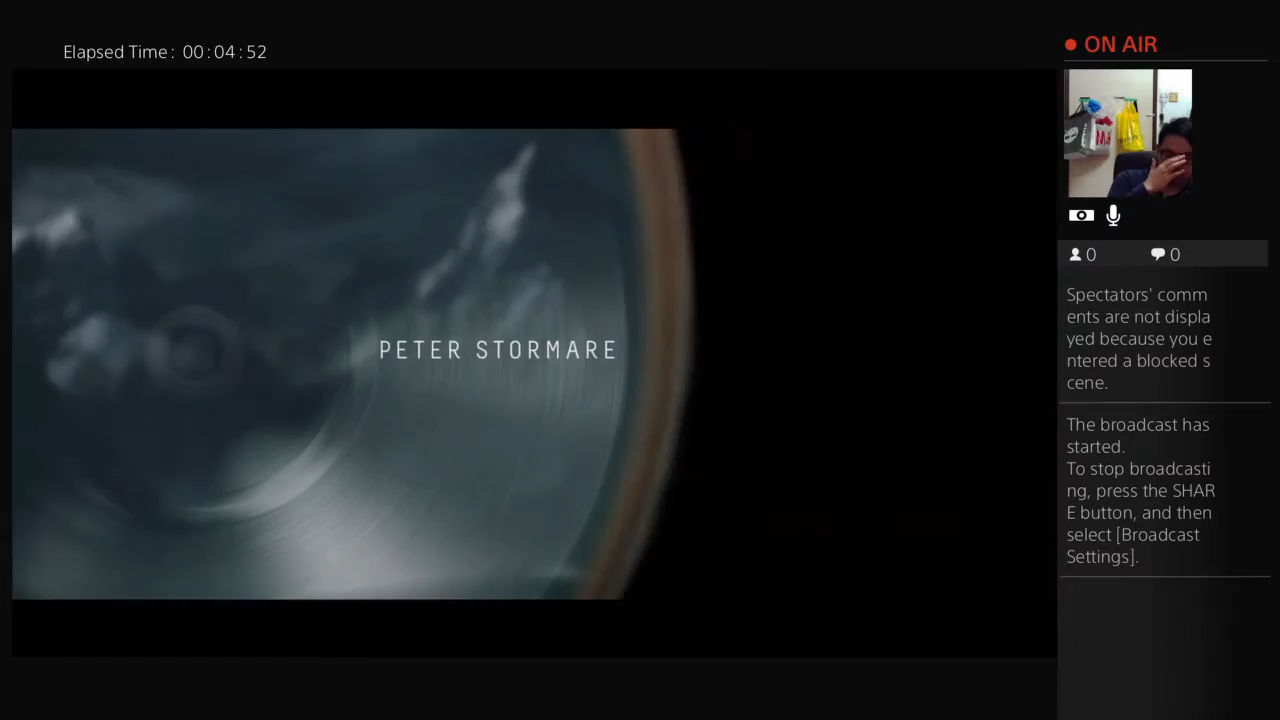 Elapsed Time: 00:04:52
ON AIR
PETER STORMARE
0
0
Spectators' comm
ents are not displa
yed because you e
ntered a blocked s
cene.
The broadcast has
started.
To stop broadcasti
ng, press the SHAR
E button, and then
select [Broadcast
Settings].